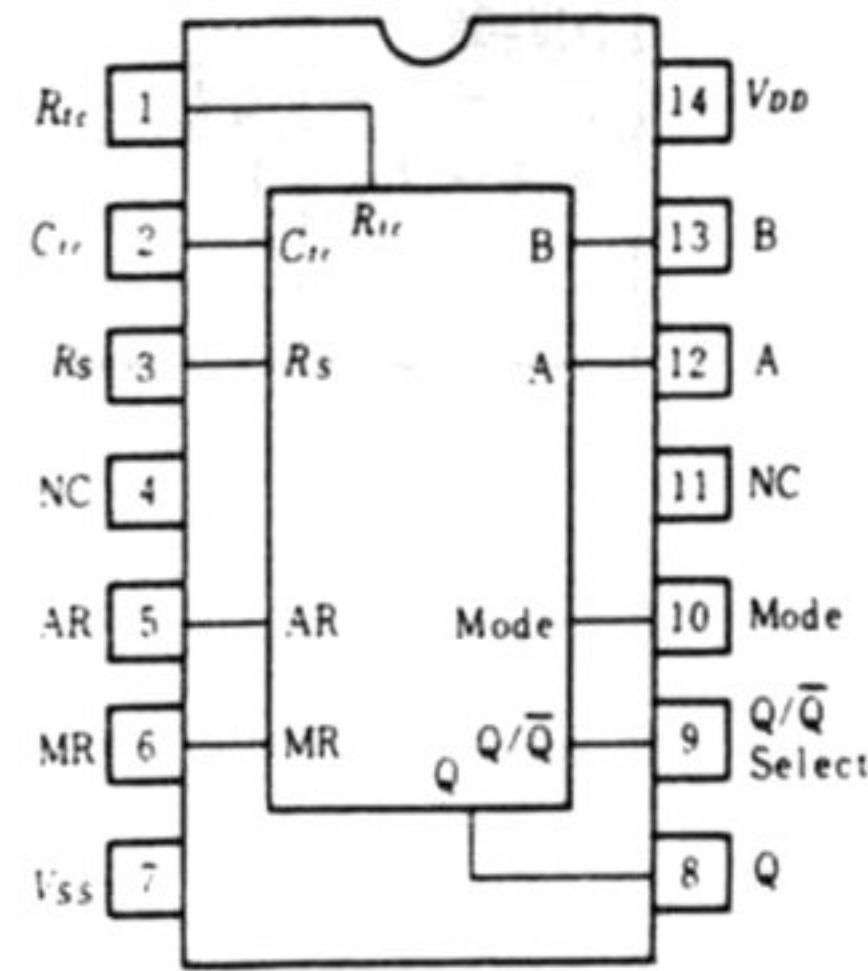 Rtc 1 14 VDD
Ctc 2 Ctc Rtc B 13 B
Rs 3 Rs A 12 A
NC 4 11 NC
AR 5 AR Mode 10 Mode
MR 6 MR Q/Q̅ 9 Q/Q̅
Select
Q
VSS 7 8 Q